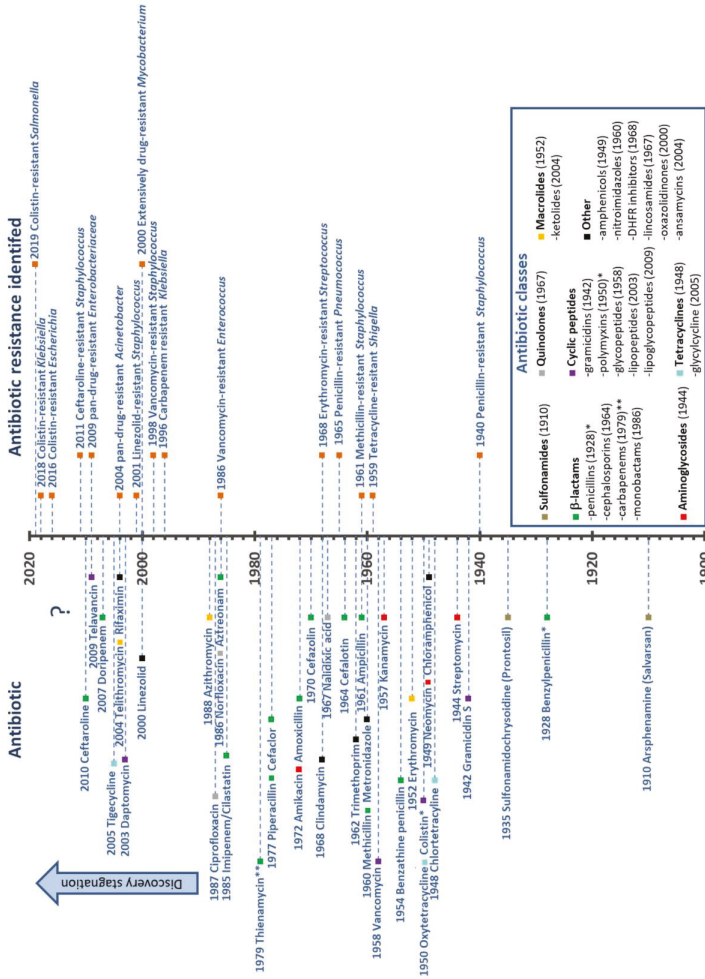 Antibiotic
Antibiotic resistance identifed
Discovery stagnation
?
2020
2000
1980
1960
1940
1920
1900
2010 Ceftaroline
2009 Telavancin
2007 Doripenem
2005 Tigecycline
2004 Telithromycin
Rifaximin
2003 Daptomycin
2000 Linezolid
1988 Azithromycin
1987 Ciprofloxacin
1986 Norfloxacin
Aztreonam
1985 Imipenem/Cilastatin
1979 Thienamycin**
1977 Piperacillin
Cefaclor
1972 Amikacin
Amoxicillin
1970 Cefazolin
1968 Clindamycin
1967 Nalidixic acid
1964 Cefalotin
1962 Trimethoprim
1961 Ampicillin
1960 Methicillin
Metronidazole
1958 Vancomycin
1957 Kanamycin
1954 Benzathine penicillin
1952 Erythromycin
1950 Oxytetracycline
Colistin*
1949 Neomycin
Chloramphenicol
1948 Chlortetracyline
1944 Streptomycin
1942 Gramicidin S
1935 Sulfonamidochrysoidine (Prontosil)
1928 Benzylpenicillin*
1910 Arsphenamine (Salvarsan)
2019 Colistin-resistant Salmonella
2018 Colistin-resistant Klebsiella
2016 Colistin-resistant Escherichia
2011 Ceftaroline-resistant Staphylococcus
2009 pan-drug-resistant Enterobacteriaceae
2004 pan-drug-resistant Acinetobacter
2001 Linezolid-resistant Staphylococcus
2000 Extensively drug-resistant Mycobacterium
1998 Vancomycin-resistant Staphylococcus
1996 Carbapenem resistant Klebsiella
1986 Vancomycin-resistant Enterococcus
1968 Erythromycin-resistant Streptococcus
1965 Penicillin-resistant Pneumococcus
1961 Methicillin-resistant Staphylococcus
1959 Tetracycline-resitant Shigella
1940 Penicillin-resistant Staphylococcus
Antibiotic classes
Sulfonamides (1910)
β-lactams
-penicillins (1928)*
-cephalosporins (1964)
-carbapenems (1979)**
-monobactams (1986)
Aminoglycosides (1944)
Quinolones (1967)
Cyclic peptides
-gramicidins (1942)
-polymyxins (1950)*
-glycopeptides (1958)
-lipopeptides (2003)
-lipoglycopeptides (2009)
Tetracyclines (1948)
-glycylcycline (2005)
Macrolides (1952)
-ketolides (2004)
Other
-amphenicols (1949)
-nitroimidazoles (1960)
-DHFR inhibitors (1968)
-lincosamides (1967)
-oxazolidinones (2000)
-ansamycins (2004)